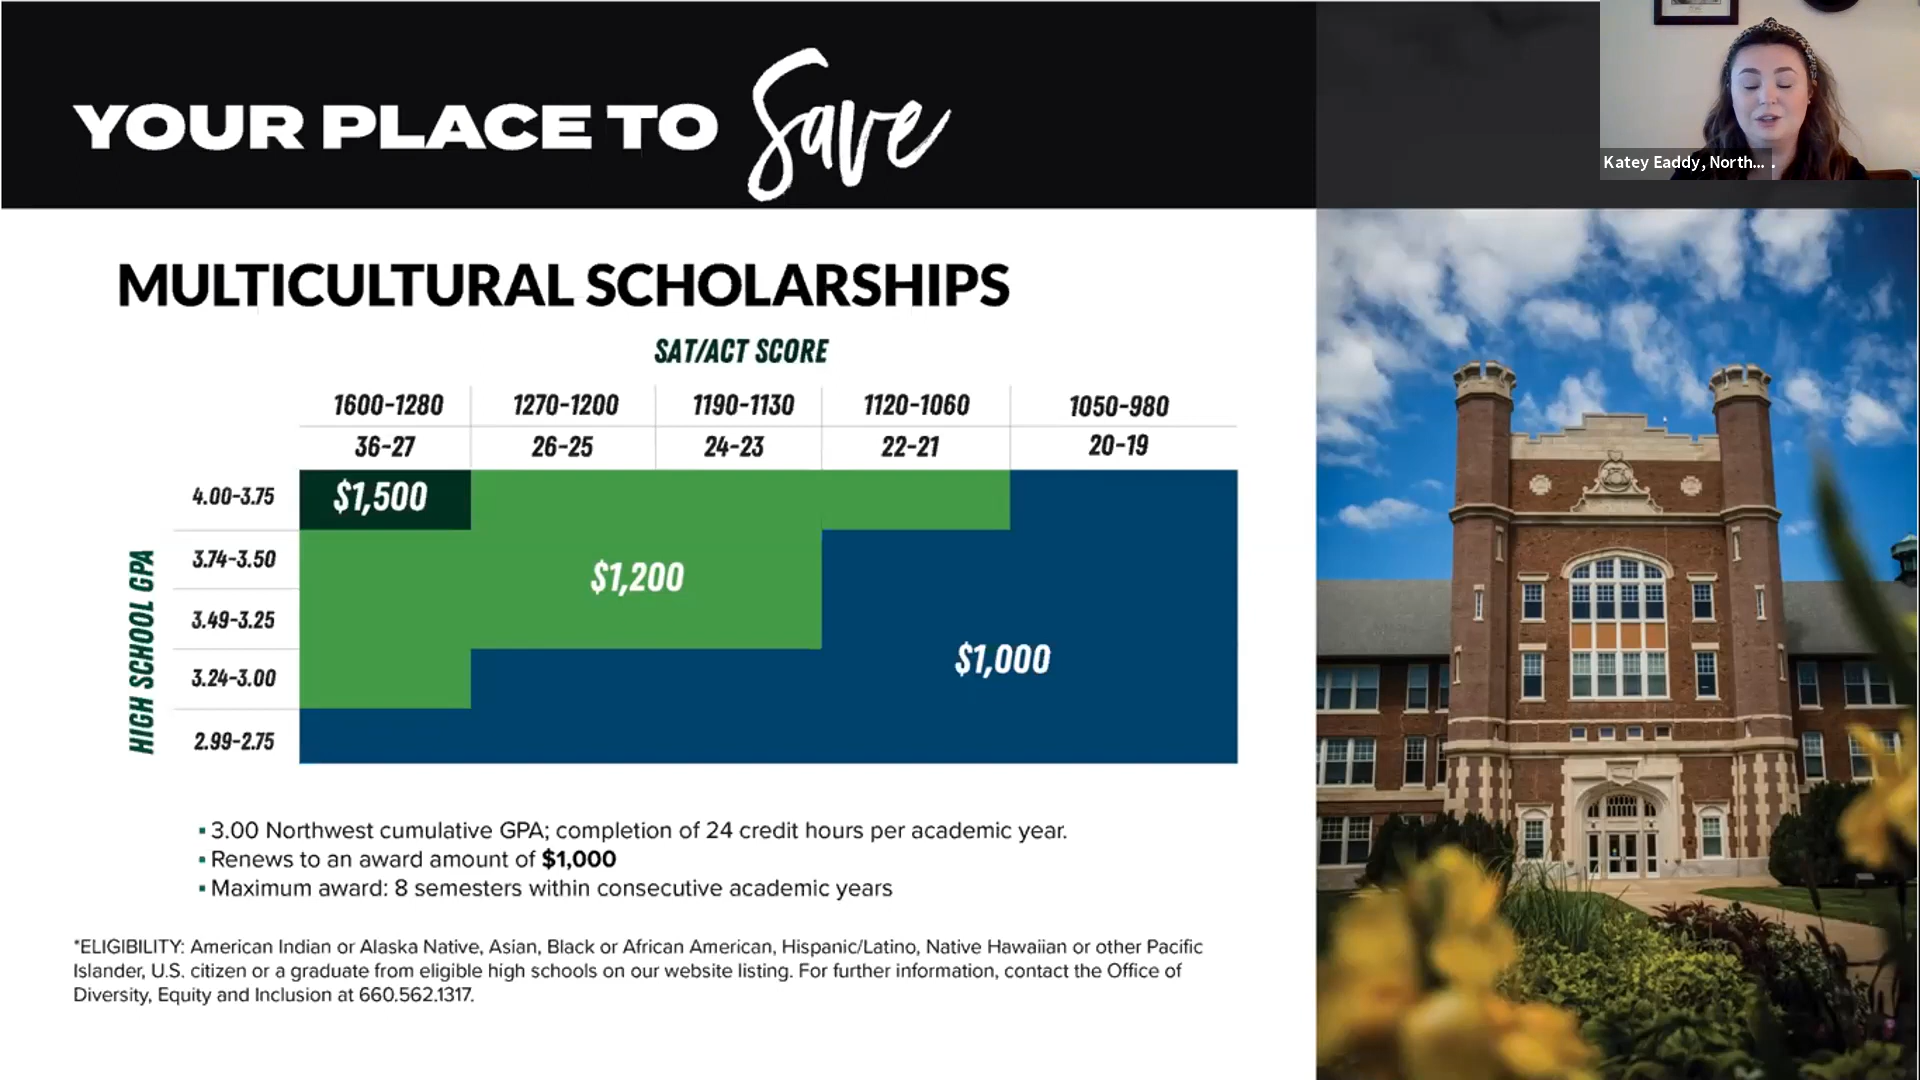 YOUR PLACE TO Save
Katey Eaddy, North... .
MULTICULTURAL SCHOLARSHIPS
SAT/ACT SCORE
1600-1280 1270-1200 1190-1130 1120-1060 1050-980
36-27 26-25 24-23 22-21 20-19
HIGH SCHOOL GPA
4.00-3.75 $1,500
3.74-3.50 $1,200
3.49-3.25
3.24-3.00 $1,000
2.99-2.75
▪ 3.00 Northwest cumulative GPA; completion of 24 credit hours per academic year.
▪ Renews to an award amount of $1,000
▪ Maximum award: 8 semesters within consecutive academic years
*ELIGIBILITY: American Indian or Alaska Native, Asian, Black or African American, Hispanic/Latino, Native Hawaiian or other Pacific
Islander, U.S. citizen or a graduate from eligible high schools on our website listing. For further information, contact the Office of
Diversity, Equity and Inclusion at 660.562.1317.